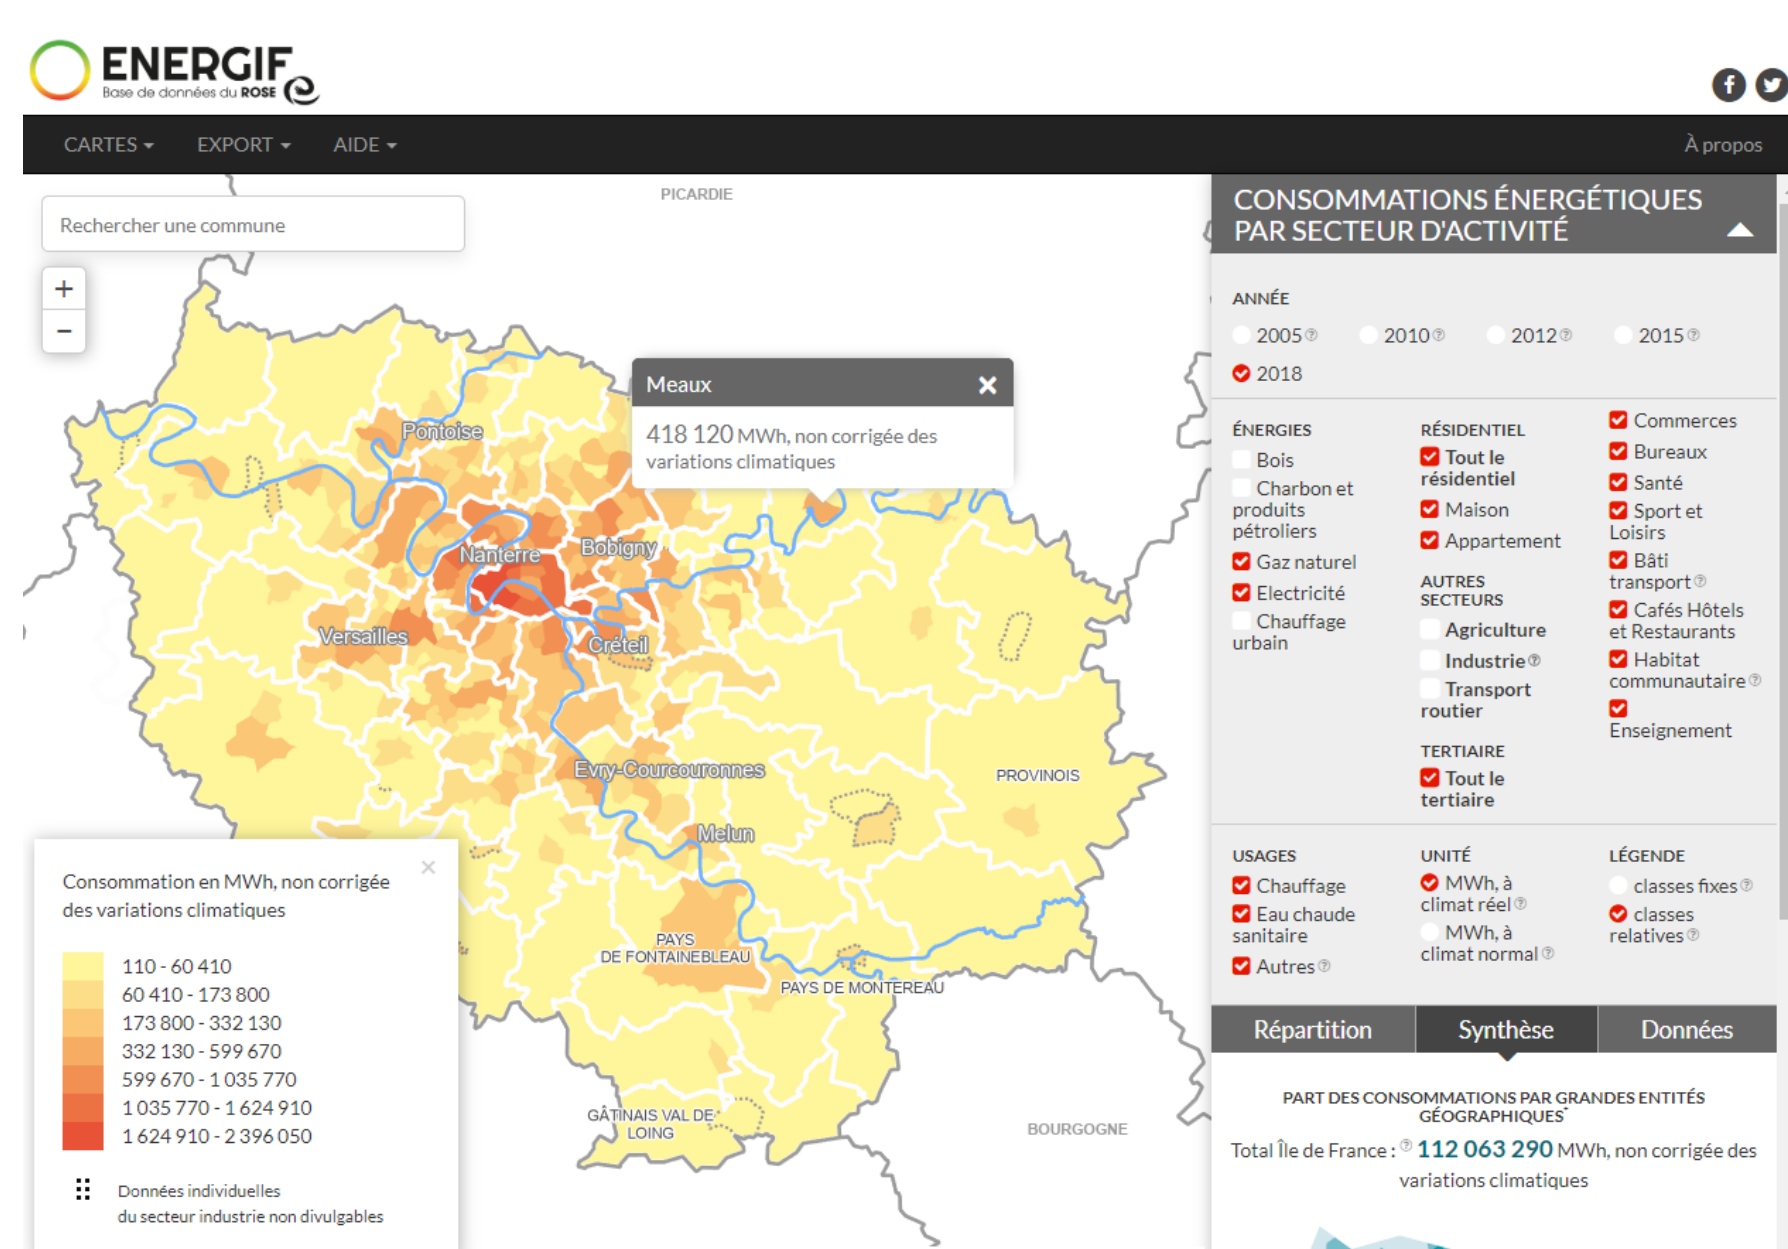 ENERGIF
Base de données du ROSE
CARTES
EXPORT
AIDE
À propos
Rechercher une commune
+
−
PICARDIE
Meaux
418 120 MWh, non corrigée des
variations climatiques
Pontoise
Nanterre
Bobigny
Versailles
Créteil
Evry-Courcouronnes
Melun
PROVINOIS
PAYS
DE FONTAINEBLEAU
PAYS DE MONTEREAU
GÂTINAIS VAL DE
LOING
BOURGOGNE
Consommation en MWh, non corrigée
des variations climatiques
110 - 60 410
60 410 - 173 800
173 800 - 332 130
332 130 - 599 670
599 670 - 1 035 770
1 035 770 - 1 624 910
1 624 910 - 2 396 050
Données individuelles
du secteur industrie non divulgables
CONSOMMATIONS ÉNERGÉTIQUES
PAR SECTEUR D'ACTIVITÉ
ANNÉE
2005 ?
2010 ?
2012 ?
2015 ?
2018
ÉNERGIES
Bois
Charbon et
produits
pétroliers
Gaz naturel
Electricité
Chauffage
urbain
RÉSIDENTIEL
Tout le
résidentiel
Maison
Appartement
AUTRES
SECTEURS
Agriculture
Industrie ?
Transport
routier
TERTIAIRE
Tout le
tertiaire
Commerces
Bureaux
Santé
Sport et
Loisirs
Bâti
transport ?
Cafés Hôtels
et Restaurants
Habitat
communautaire ?
Enseignement
USAGES
Chauffage
Eau chaude
sanitaire
Autres ?
UNITÉ
MWh, à
climat réel ?
MWh, à
climat normal ?
LÉGENDE
classes fixes ?
classes
relatives ?
Répartition
Synthèse
Données
PART DES CONSOMMATIONS PAR GRANDES ENTITÉS
GÉOGRAPHIQUES*
Total Île de France : ? 112 063 290 MWh, non corrigée des
variations climatiques